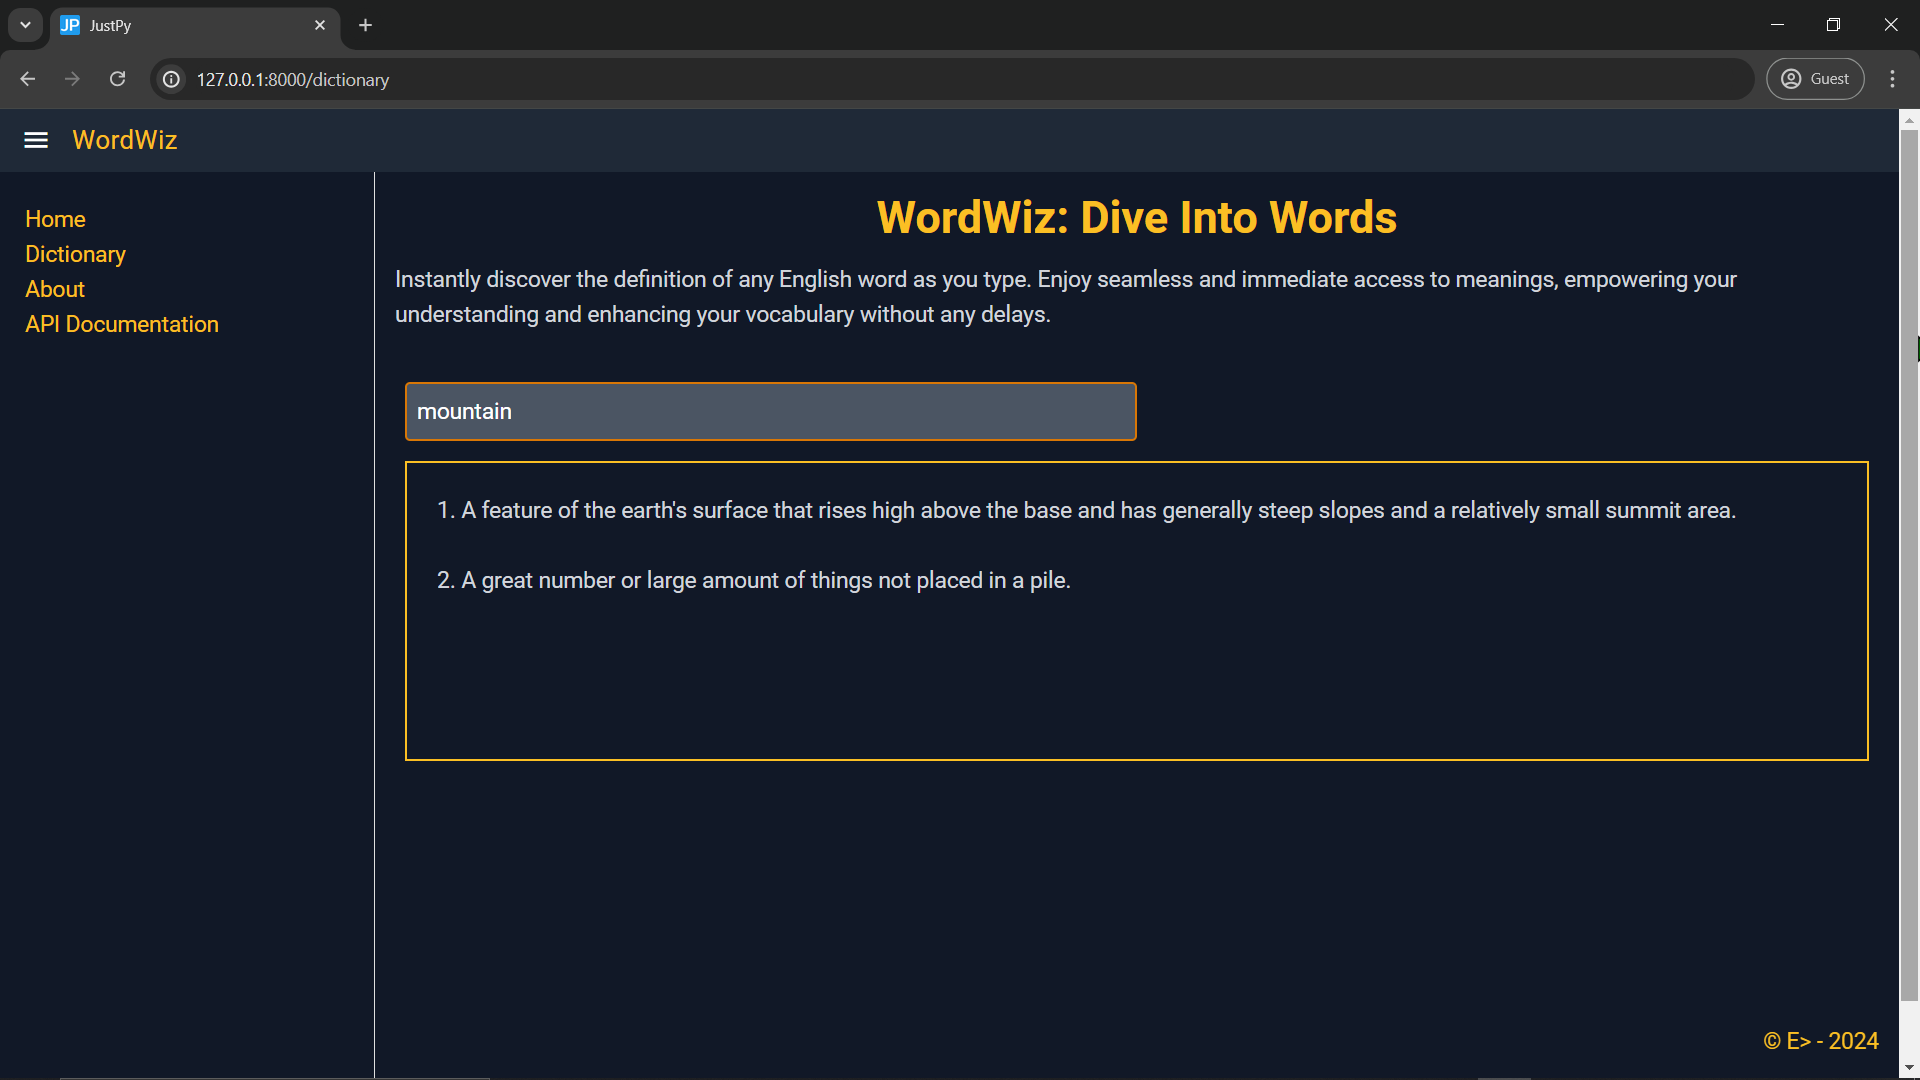 JP JustPy
127.0.0.1:8000/dictionary
Guest
WordWiz
Home
Dictionary
About
API Documentation
WordWiz: Dive Into Words
Instantly discover the definition of any English word as you type. Enjoy seamless and immediate access to meanings, empowering your
understanding and enhancing your vocabulary without any delays.
mountain
1. A feature of the earth's surface that rises high above the base and has generally steep slopes and a relatively small summit area.
2. A great number or large amount of things not placed in a pile.
© E> - 2024